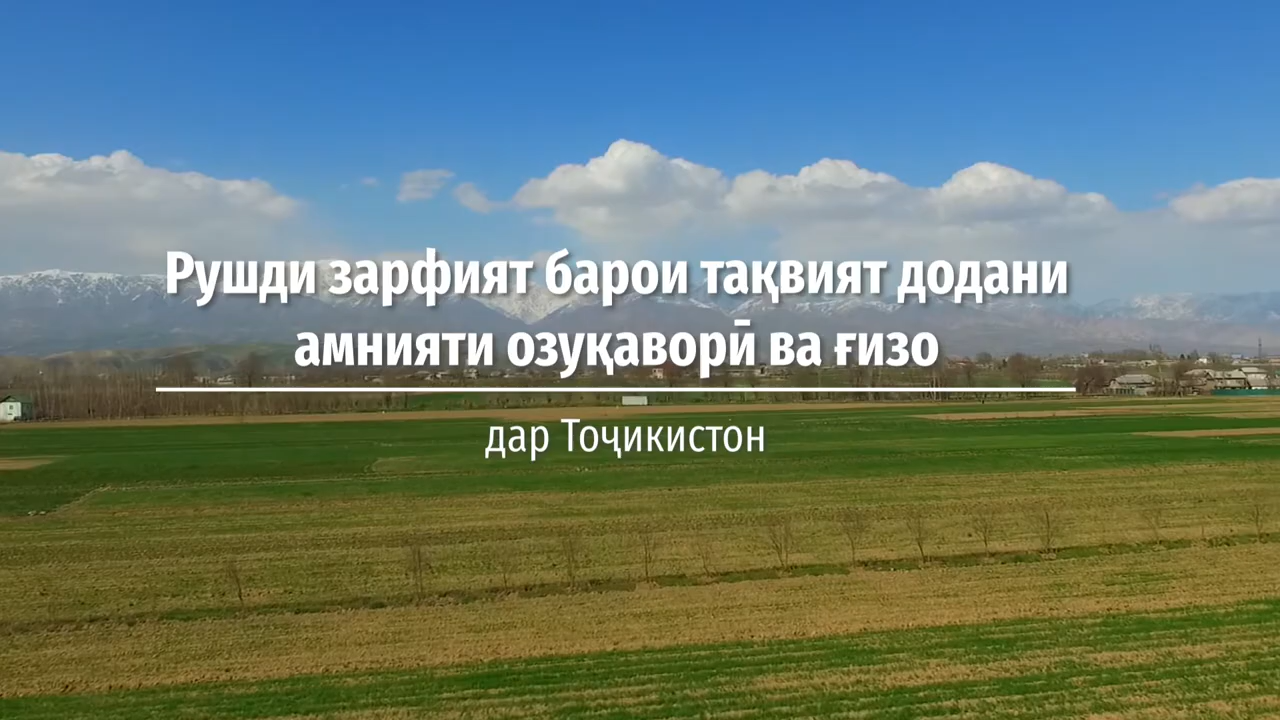 Рушди зарфият барои тақвият додани
амнияти озуқаворӣ ва ғизо
дар Тоҷикистон